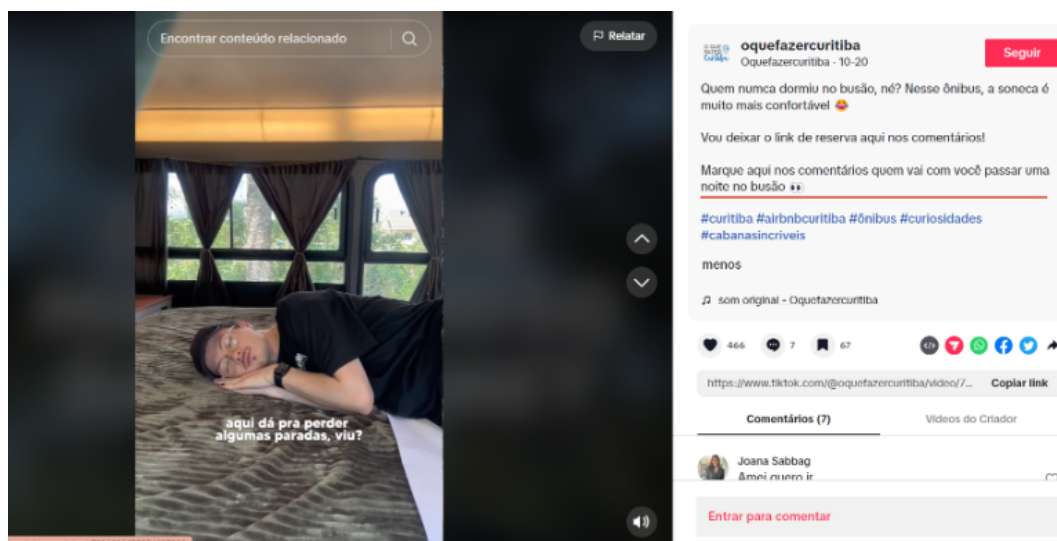 Encontrar conteúdo relacionado
Relatar
aqui dá pra perder
algumas paradas, viu?
oquefazercuritiba
Oquefazercuritiba · 10-20
Seguir
Quem numca dormiu no busão, né? Nesse ônibus, a soneca é
muito mais confortável 🤩
Vou deixar o link de reserva aqui nos comentários!
Marque aqui nos comentários quem vai com você passar uma
noite no busão 👀
#curitiba #airbnbcuritiba #ônibus #curiosidades
#cabanasincriveis
menos
som original - Oquefazercuritiba
466
7
67
https://www.tiktok.com/@oquefazercuritiba/video/7...
Copiar link
Comentários (7)
Vídeos do Criador
Joana Sabbag
Amei quero ir
Entrar para comentar